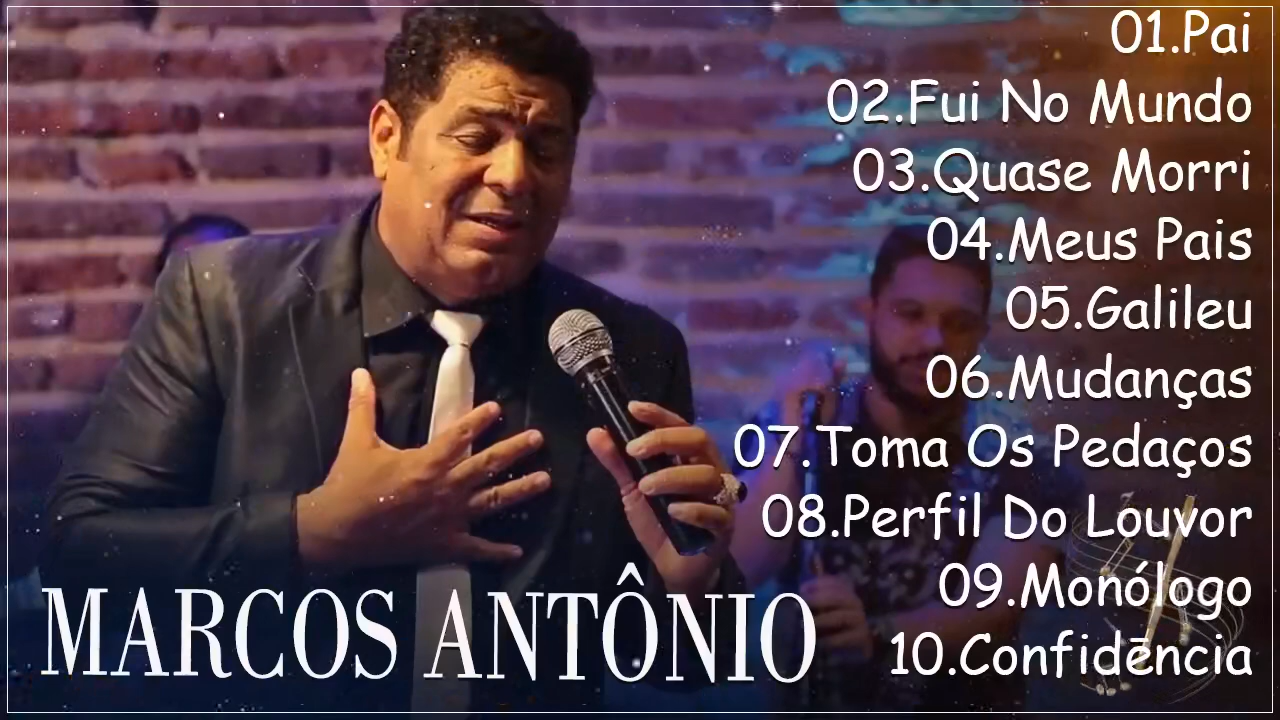 01.Pai
02.Fui No Mundo
03.Quase Morri
04.Meus Pais
05.Galileu
06.Mudanças
07.Toma Os Pedaços
08.Perfil Do Louvor
09.Monólogo
10.Confidēncia
MARCOS ANTÔNIO